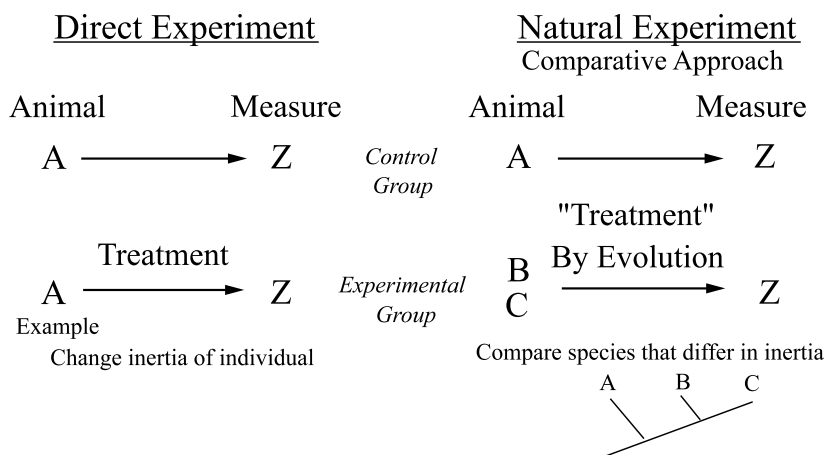 Direct Experiment
Animal
Measure
A
Z
Treatment
A
Z
Example
Change inertia of individual
Control
Group
Experimental
Group
Natural Experiment
Comparative Approach
Animal
Measure
A
Z
"Treatment"
By Evolution
B
C
Z
Compare species that differ in inertia
A B C